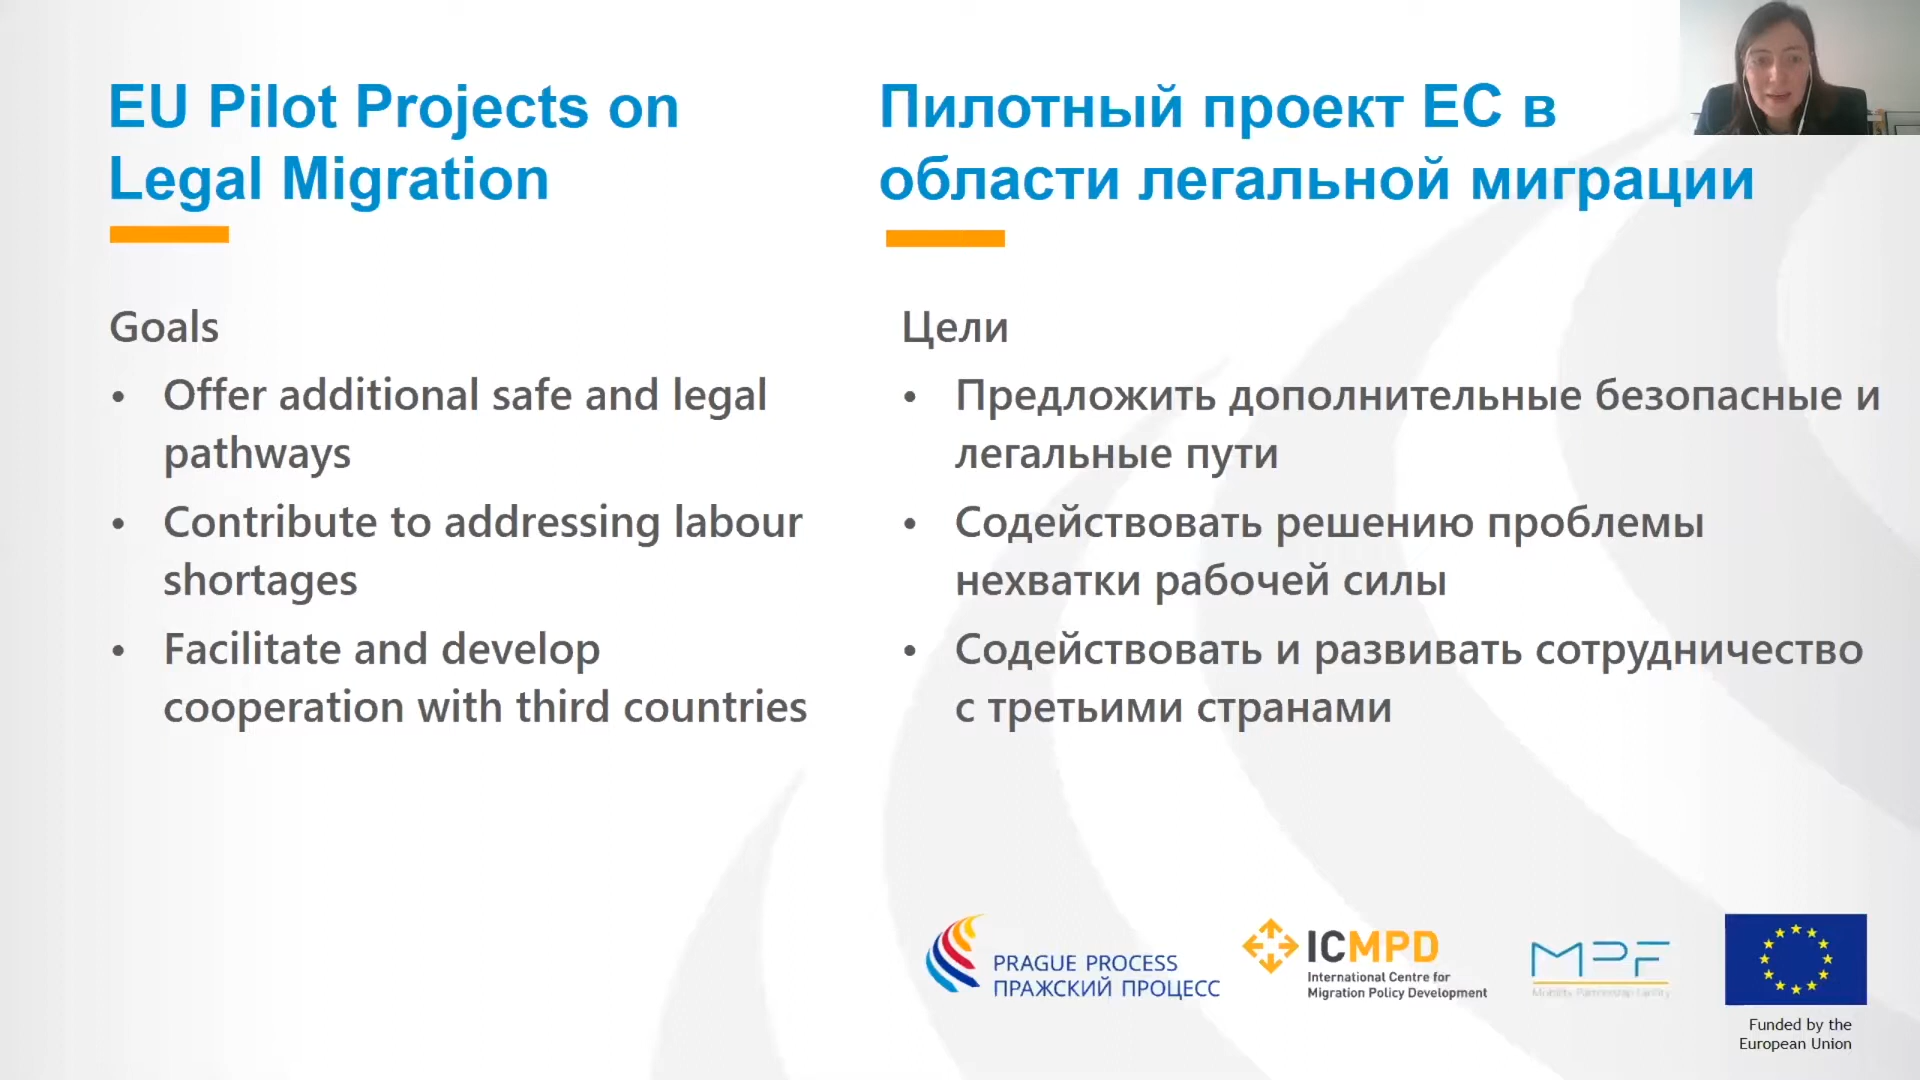 EU Pilot Projects on
Legal Migration
Goals
• Offer additional safe and legal
pathways
• Contribute to addressing labour
shortages
• Facilitate and develop
cooperation with third countries
Пилотный проект ЕС в
области легальной миграции
Цели
• Предложить дополнительные безопасные и
легальные пути
• Содействовать решению проблемы
нехватки рабочей силы
• Содействовать и развивать сотрудничество
с третьими странами
PRAGUE PROCESS
ПРАЖСКИЙ ПРОЦЕСС
ICMPD
International Centre for
Migration Policy Development
MPF
Mobility Partnership Facility
Funded by the
European Union